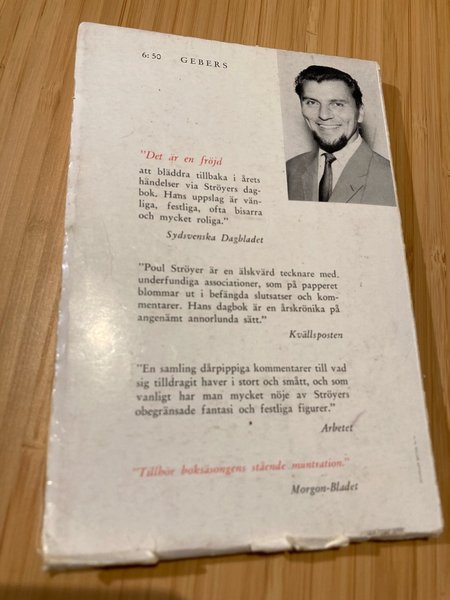 6: 50 GEBERS
"Det är en fröjd
att bläddra tillbaka i årets
händelser via Ströyers dag-
bok. Hans uppslag är vän-
liga, festliga, ofta bisarra
och mycket roliga."
Sydsvenska Dagbladet
"Poul Ströyer är en älskvärd tecknare med
underfundiga associationer, som på papperet
blommar ut i befängda slutsatser och kom-
mentarer. Hans dagbok är en årskrönika på
angenämt annorlunda sätt."
Kvällsposten
"En samling dårpippiga kommentarer till vad
sig tilldragit haver i stort och smått, och som
vanligt har man mycket nöje av Ströyers
obegränsade fantasi och festliga figurer."
Arbetet
"Tillhör boksäsongens stående muntration."
Morgon-Bladet